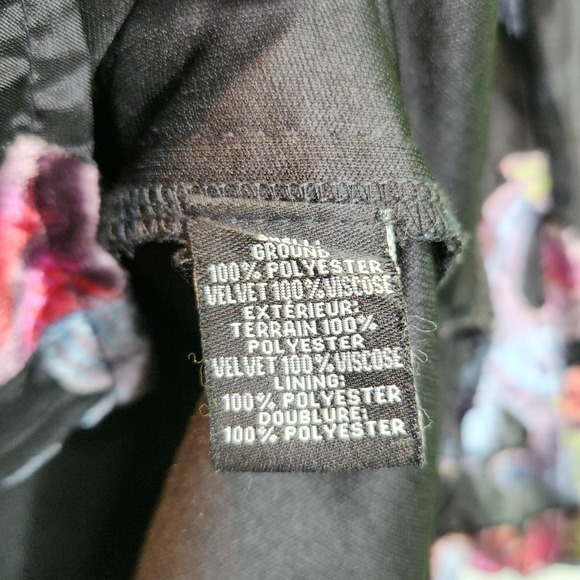 GROUND
100% POLYESTER
VELVET 100% VISCOSE
EXTÉRIEUR:
TERRAIN 100%
POLYESTER
VELVET 100% VISCOSE
LINING:
100% POLYESTER
DOUBLURE:
100% POLYESTER